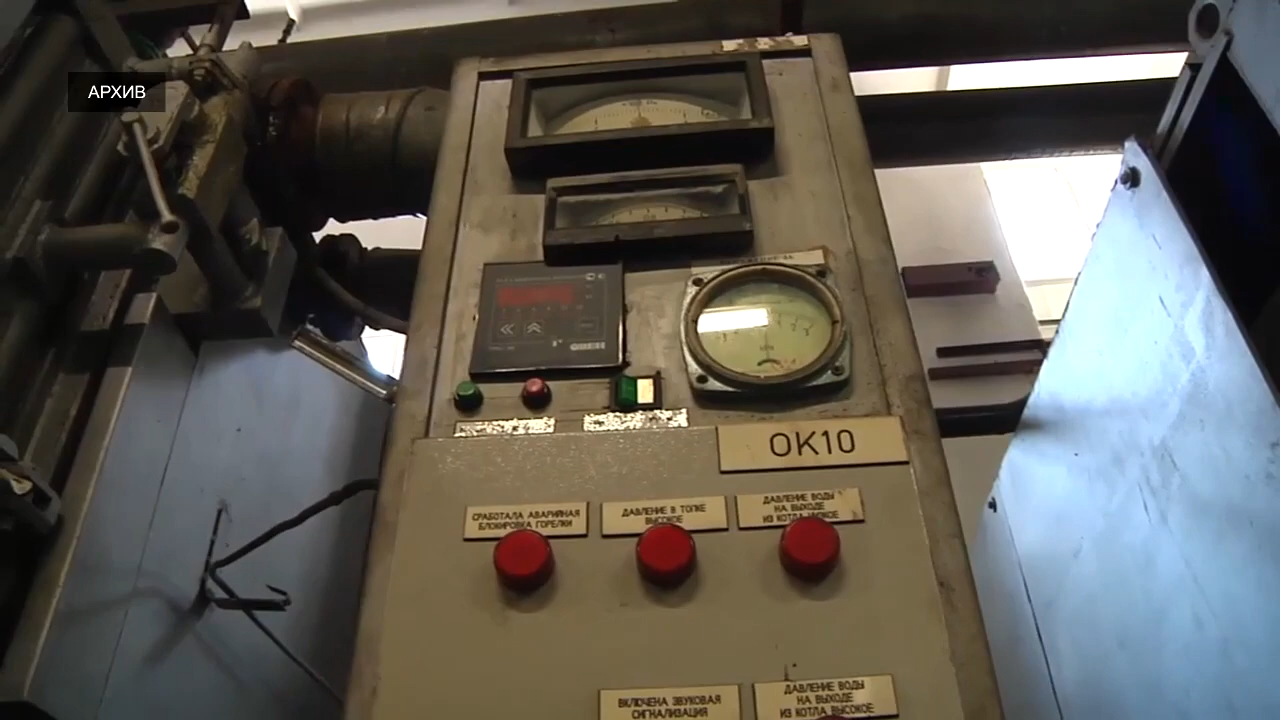 АРХИВ
ОК10
СРАБОТАЛА АВАРИЙНАЯ
БЛОКИРОВКА ГОРЕЛКИ
ДАВЛЕНИЕ В ТОПКЕ
ВЫСОКОЕ
ДАВЛЕНИЕ ВОДЫ
НА ВЫХОДЕ
ИЗ КОТЛА НИЗКОЕ
ВКЛЮЧЕНА ЗВУКОВАЯ
СИГНАЛИЗАЦИЯ
ДАВЛЕНИЕ ВОДЫ
НА ВЫХОДЕ
ИЗ КОТЛА ВЫСОКОЕ